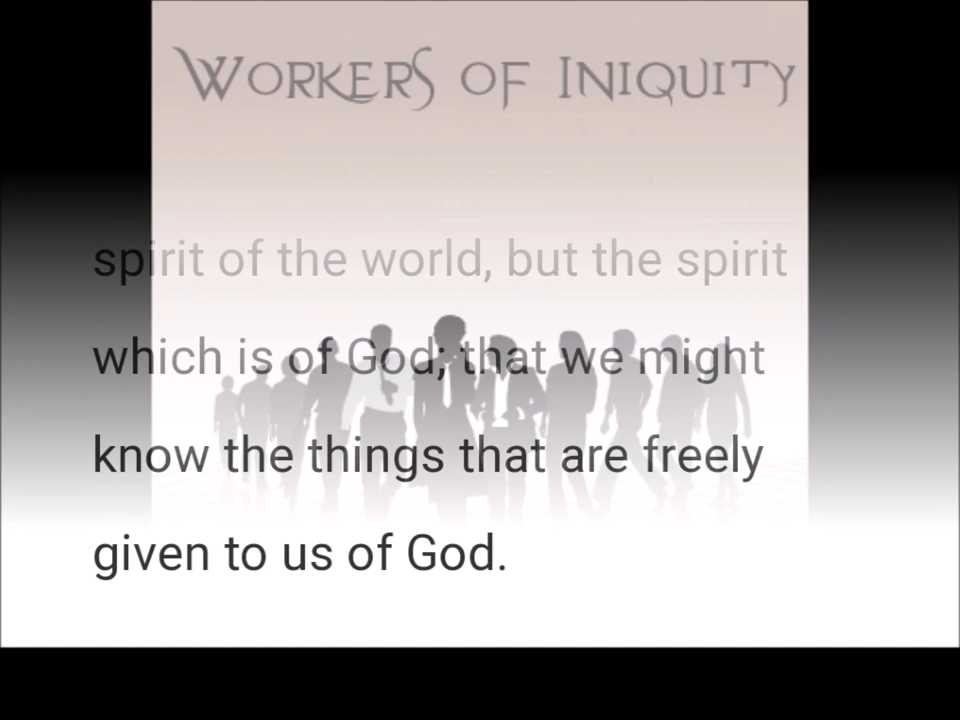 WORKERS OF INIQUITY
spirit of the world, but the spirit
which is of God; that we might
know the things that are freely
given to us of God.